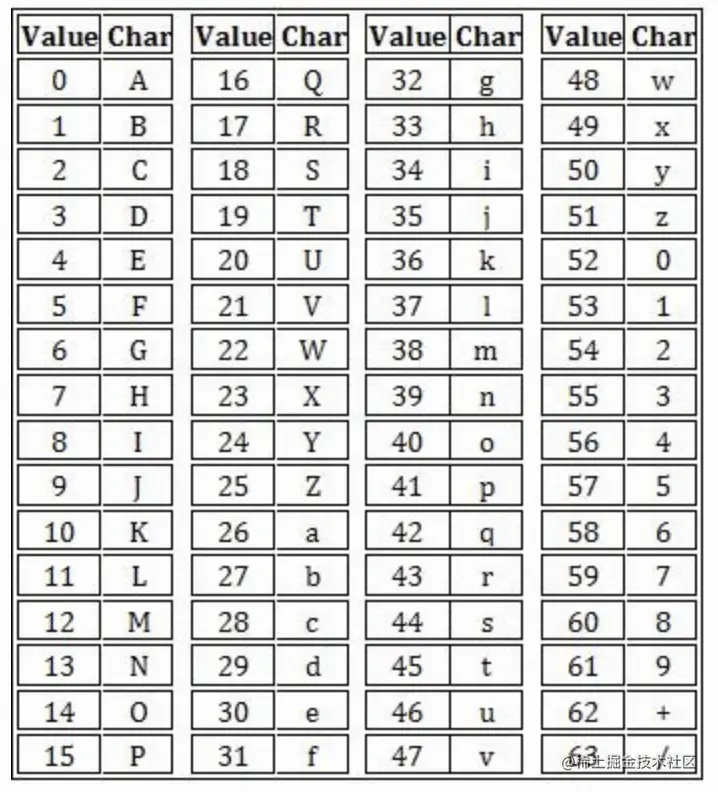 Value Char Value Char Value Char Value Char
0 A 16 Q 32 g 48 w
1 B 17 R 33 h 49 x
2 C 18 S 34 i 50 y
3 D 19 T 35 j 51 z
4 E 20 U 36 k 52 0
5 F 21 V 37 l 53 1
6 G 22 W 38 m 54 2
7 H 23 X 39 n 55 3
8 I 24 Y 40 o 56 4
9 J 25 Z 41 p 57 5
10 K 26 a 42 q 58 6
11 L 27 b 43 r 59 7
12 M 28 c 44 s 60 8
13 N 29 d 45 t 61 9
14 O 30 e 46 u 62 +
15 P 31 f 47 v 63 /
@稀土掘金技术社区